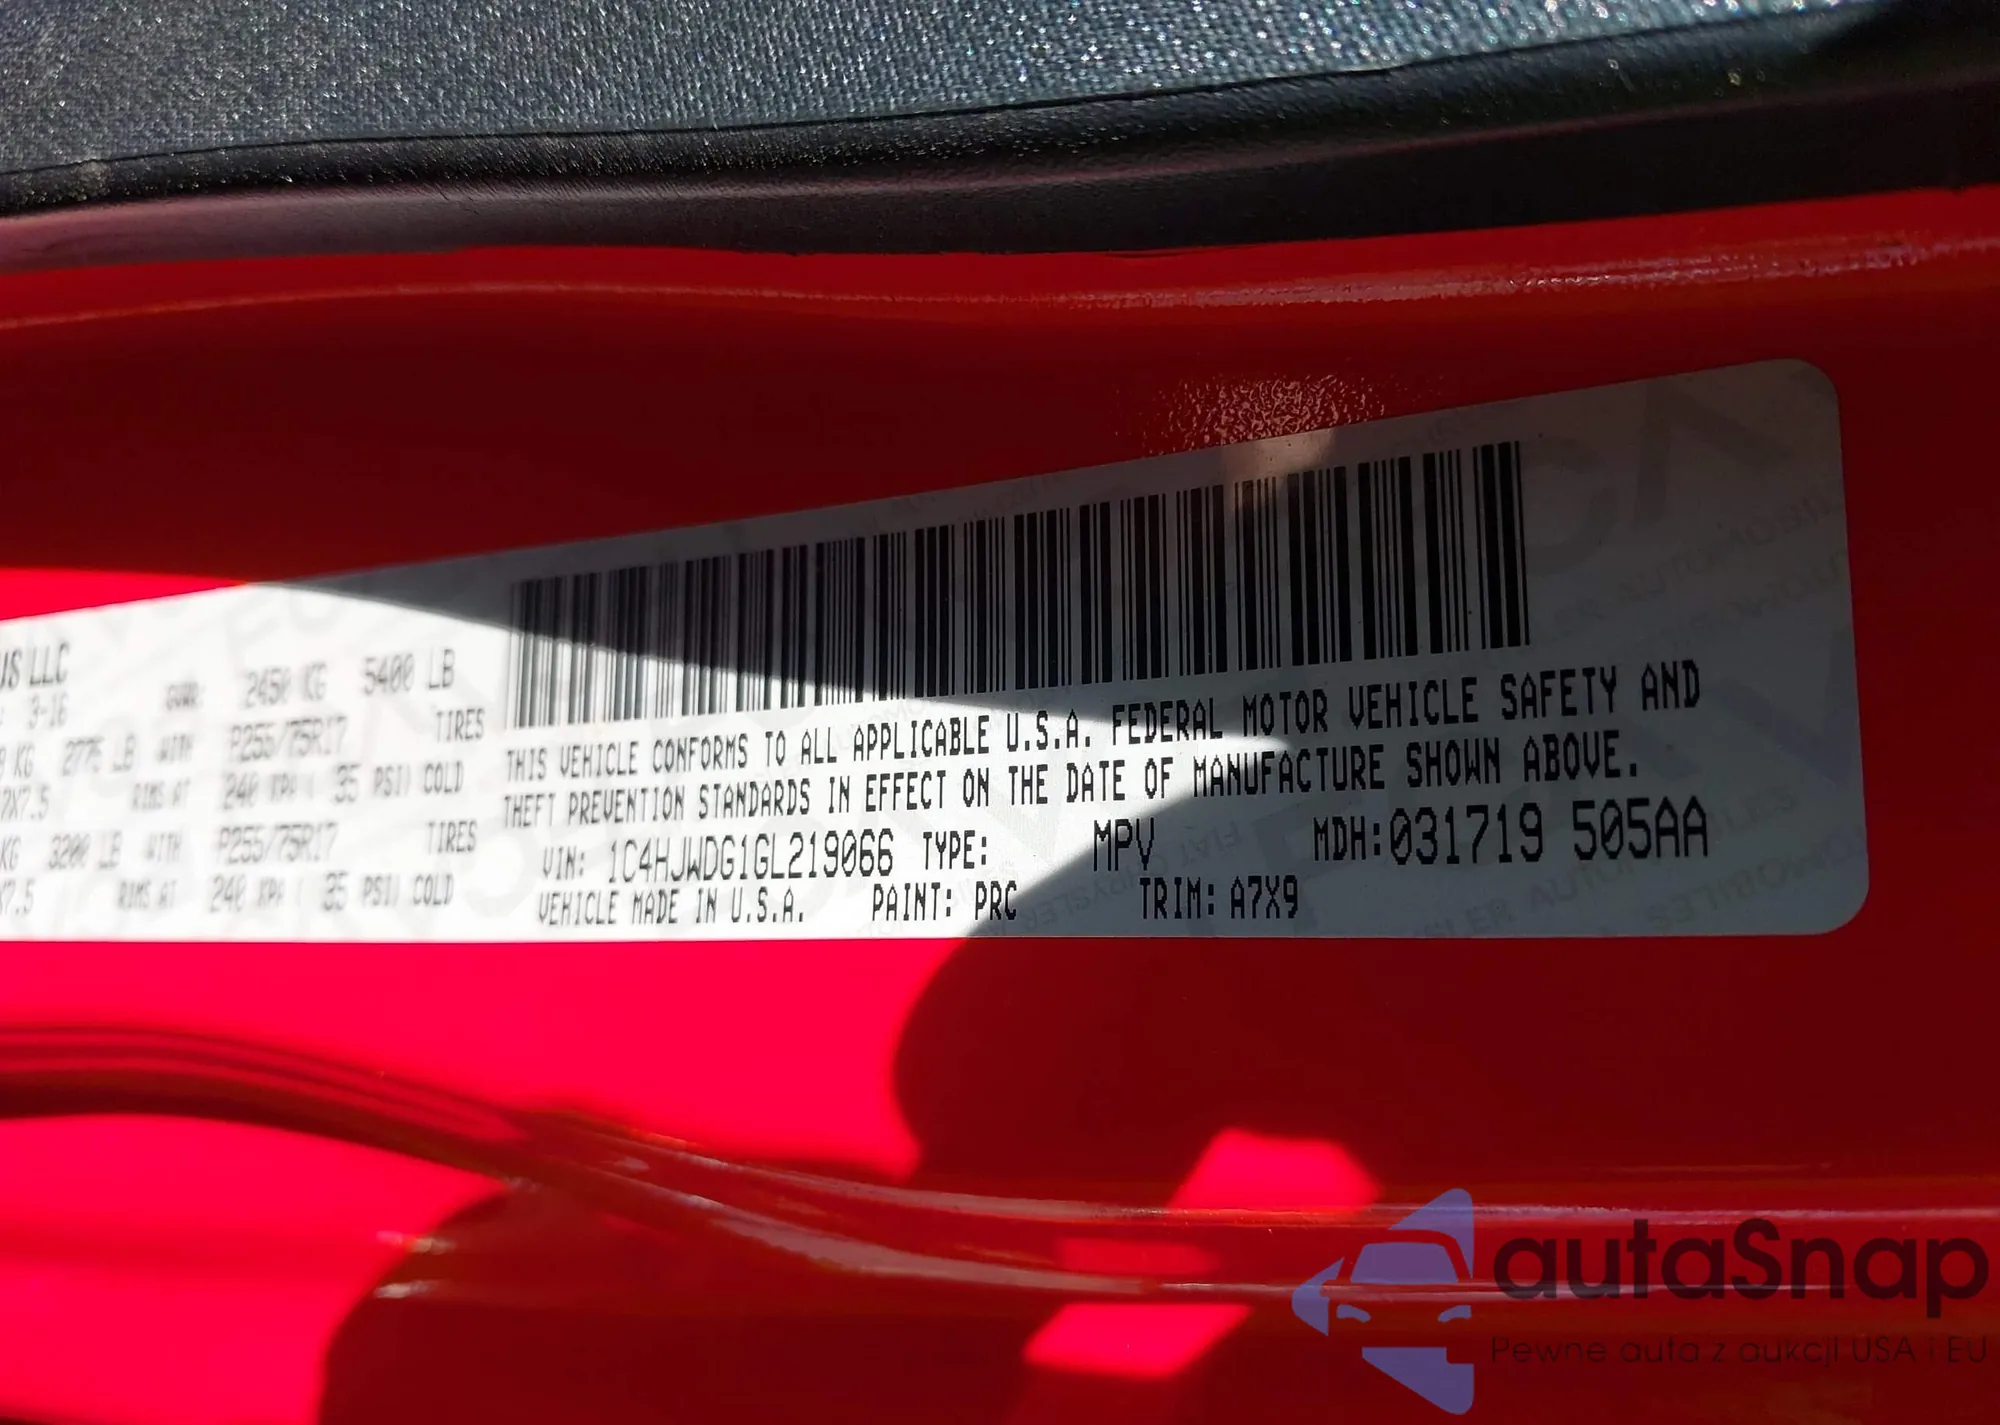 US LLC
3-16 GVWR: 2450 KG 5400 LB
KG 2775 LB WITH P255/75R17 TIRES
7X7.5 RIMS AT 240 KPA ( 35 PSI) COLD
KG 3200 LB WITH P255/75R17 TIRES
X7.5 RIMS AT 240 KPA ( 35 PSI) COLD
THIS VEHICLE CONFORMS TO ALL APPLICABLE U.S.A. FEDERAL MOTOR VEHICLE SAFETY AND
THEFT PREVENTION STANDARDS IN EFFECT ON THE DATE OF MANUFACTURE SHOWN ABOVE.
VIN: 1C4HJWDG1GL219066 TYPE: MPV MDH:031719 505AA
VEHICLE MADE IN U.S.A. PAINT: PRC TRIM: A7X9
autaSnap
Pewne auta z aukcji USA i EU